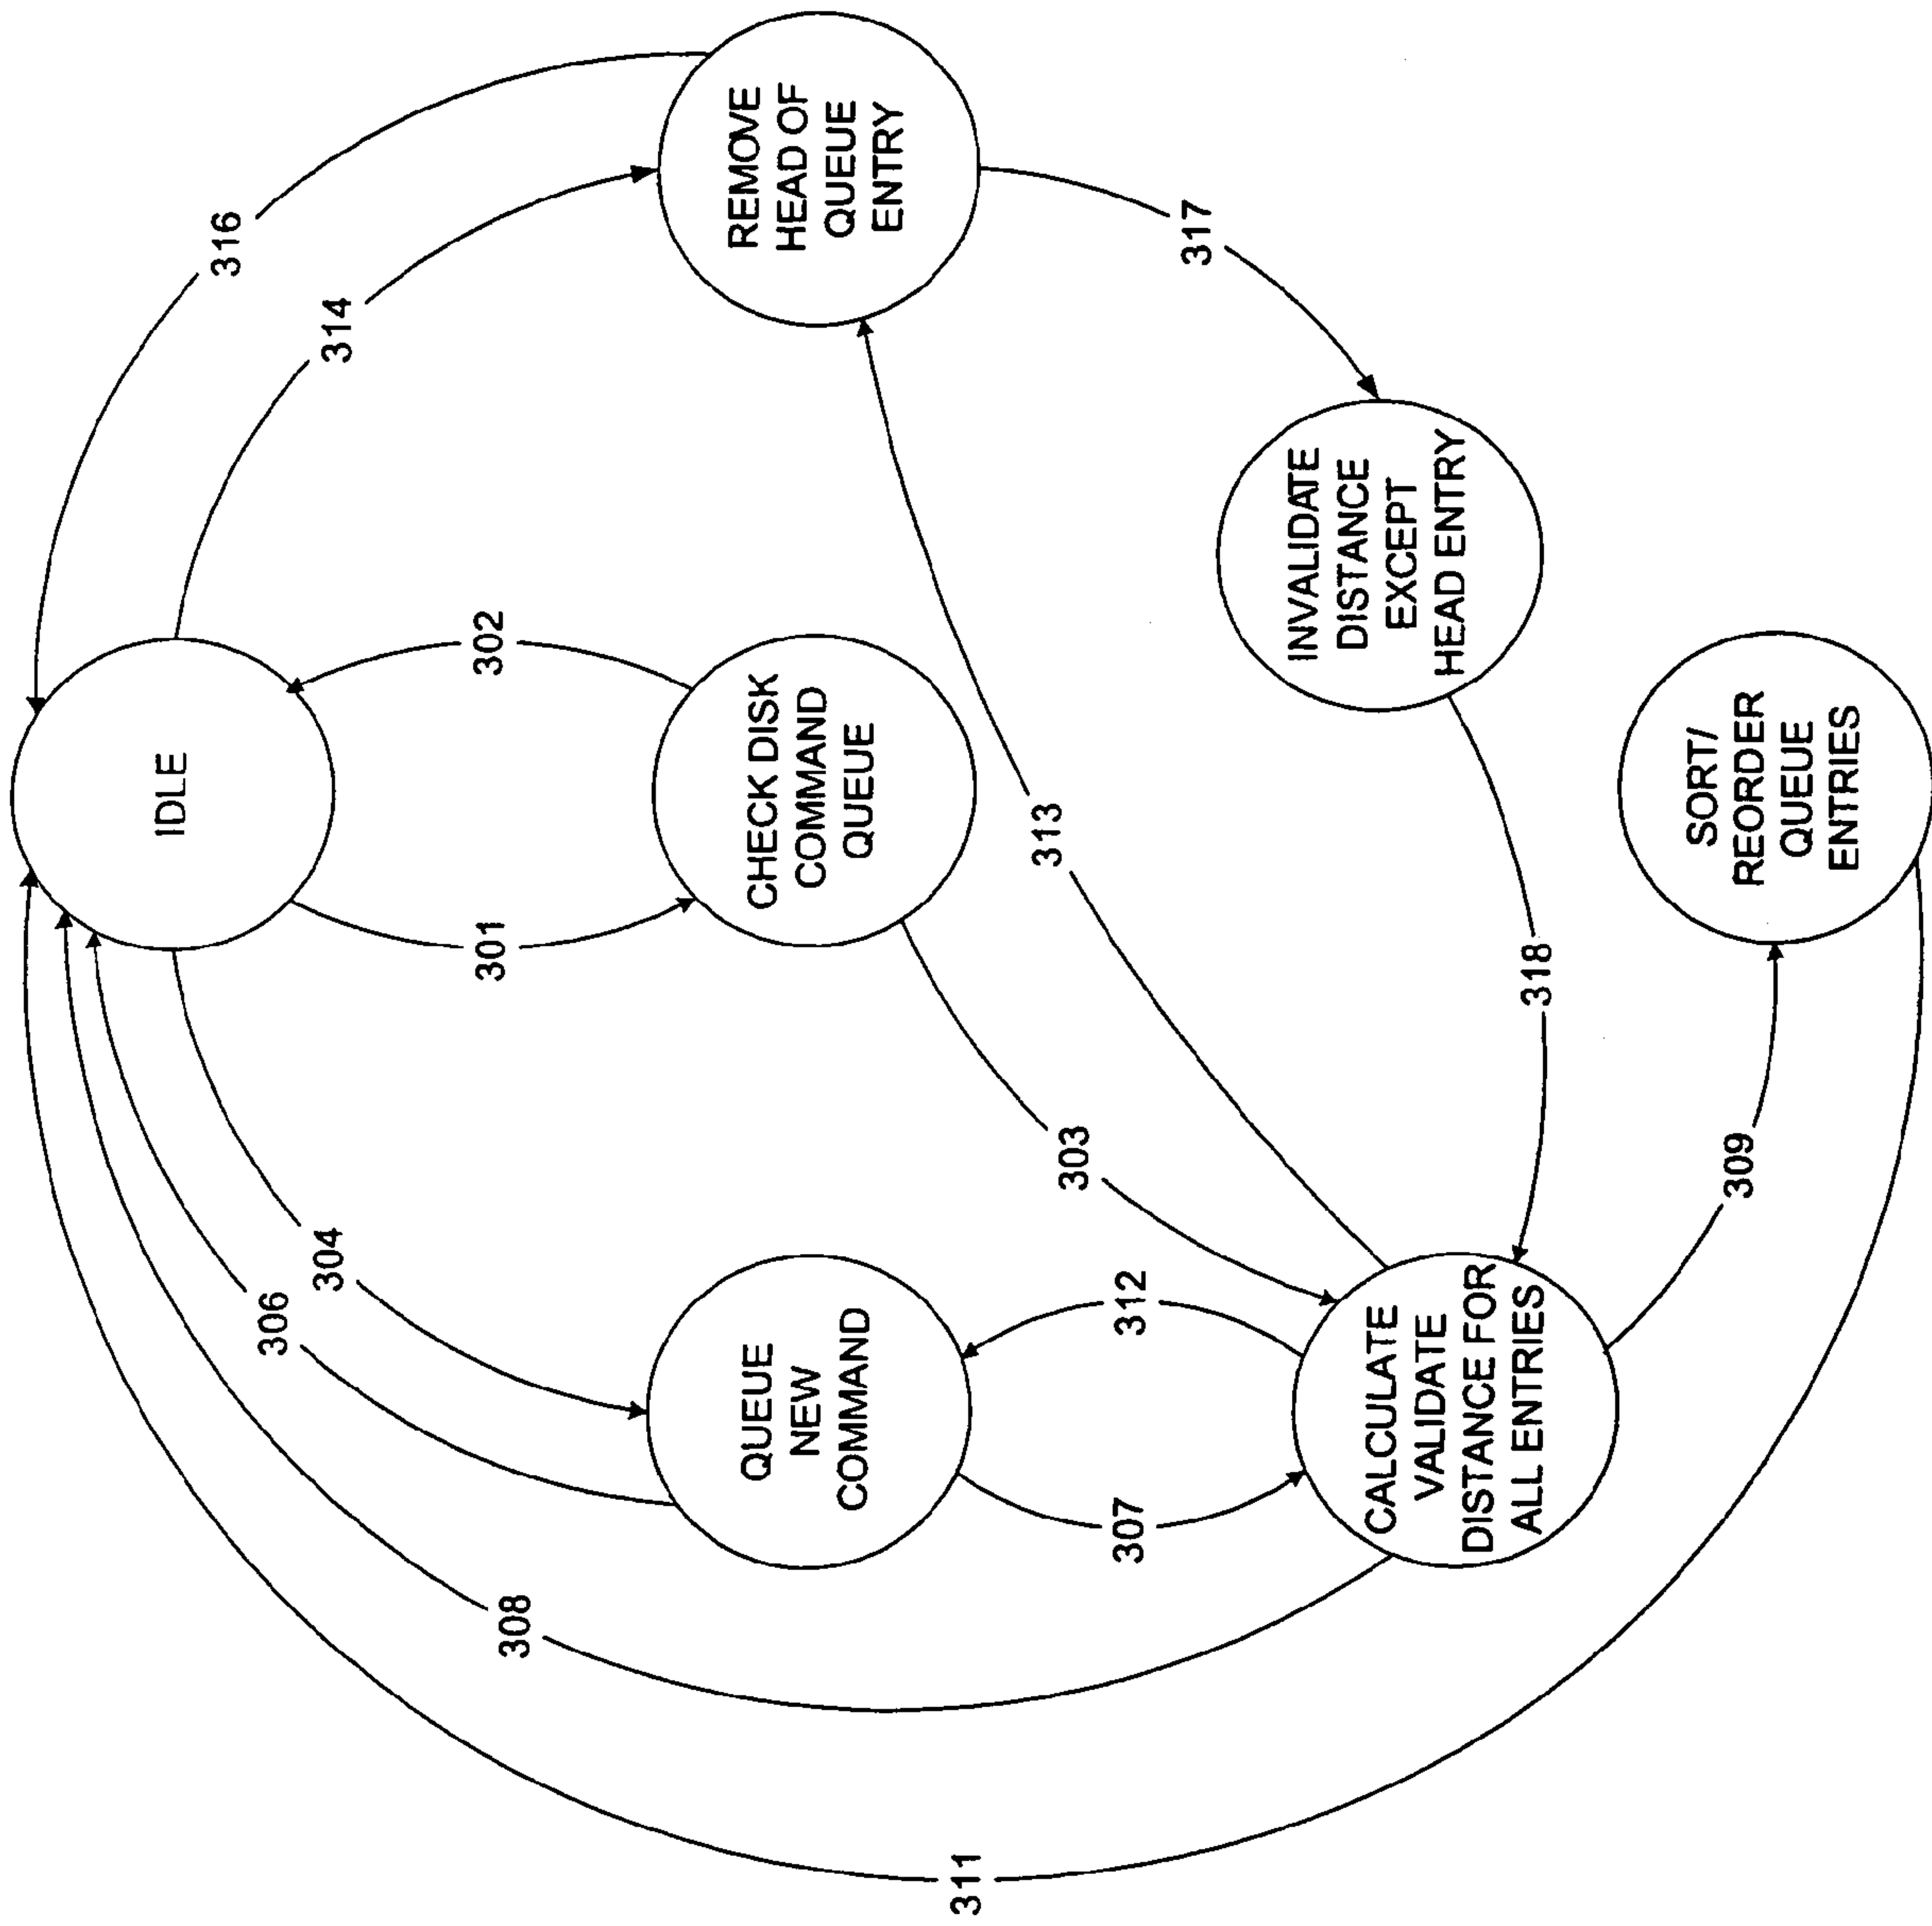 IDLE
CHECK DISK
COMMAND
QUEUE
REMOVE
HEAD OF
QUEUE
ENTRY
QUEUE
NEW
COMMAND
INVALIDATE
DISTANCE
EXCEPT
HEAD ENTRY
CALCULATE
VALIDATE
DISTANCE FOR
ALL ENTRIES
SORT/
REORDER
QUEUE
ENTRIES
301
302
303
304
306
307
308
309
311
312
313
314
316
317
318